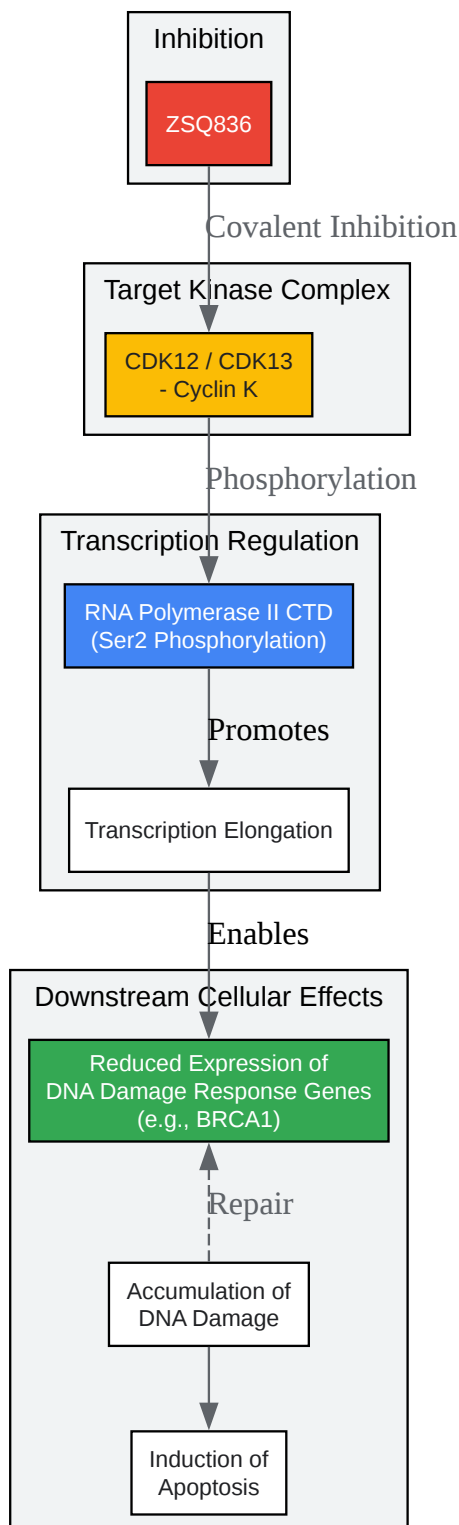 Inhibition
ZSQ836
Covalent Inhibition
Target Kinase Complex
CDK12 / CDK13
- Cyclin K
Phosphorylation
Transcription Regulation
RNA Polymerase II CTD
(Ser2 Phosphorylation)
Promotes
Transcription Elongation
Enables
Downstream Cellular Effects
Reduced Expression of
DNA Damage Response Genes
(e.g., BRCA1)
Repair
Accumulation of
DNA Damage
Induction of
Apoptosis